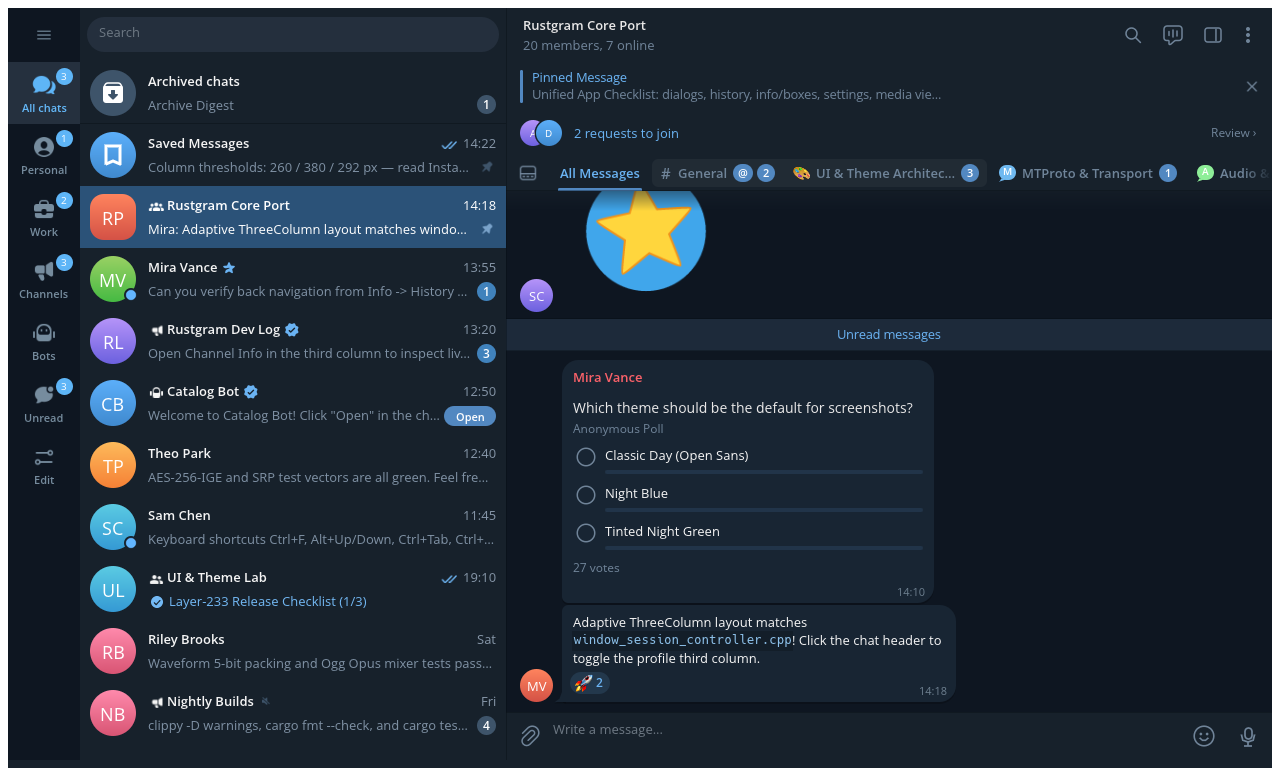 Search
3
All chats
1
Personal
2
Work
3
Channels
Bots
3
Unread
Edit
Archived chats
Archive Digest
1
Saved Messages
14:22
Column thresholds: 260 / 380 / 292 px — read Insta...
RP
Rustgram Core Port
14:18
Mira: Adaptive ThreeColumn layout matches windo...
MV
Mira Vance
13:55
Can you verify back navigation from Info -> History ...
1
RL
Rustgram Dev Log
13:20
Open Channel Info in the third column to inspect liv...
3
CB
Catalog Bot
12:50
Welcome to Catalog Bot! Click "Open" in the ch...
Open
TP
Theo Park
12:40
AES-256-IGE and SRP test vectors are all green. Feel fre...
SC
Sam Chen
11:45
Keyboard shortcuts Ctrl+F, Alt+Up/Down, Ctrl+Tab, Ctrl+...
UL
UI & Theme Lab
19:10
Layer-233 Release Checklist (1/3)
RB
Riley Brooks
Sat
Waveform 5-bit packing and Ogg Opus mixer tests pass...
NB
Nightly Builds
Fri
clippy -D warnings, cargo fmt --check, and cargo tes...
4
Rustgram Core Port
20 members, 7 online
Pinned Message
Unified App Checklist: dialogs, history, info/boxes, settings, media vie...
A D
2 requests to join
Review ›
All Messages
# General @ 2
UI & Theme Architec... 3
M MTProto & Transport 1
A Audio &
SC
Unread messages
Mira Vance
Which theme should be the default for screenshots?
Anonymous Poll
Classic Day (Open Sans)
Night Blue
Tinted Night Green
27 votes
14:10
Adaptive ThreeColumn layout matches
window_session_controller.cpp! Click the chat header to
toggle the profile third column.
2
14:18
MV
Write a message...